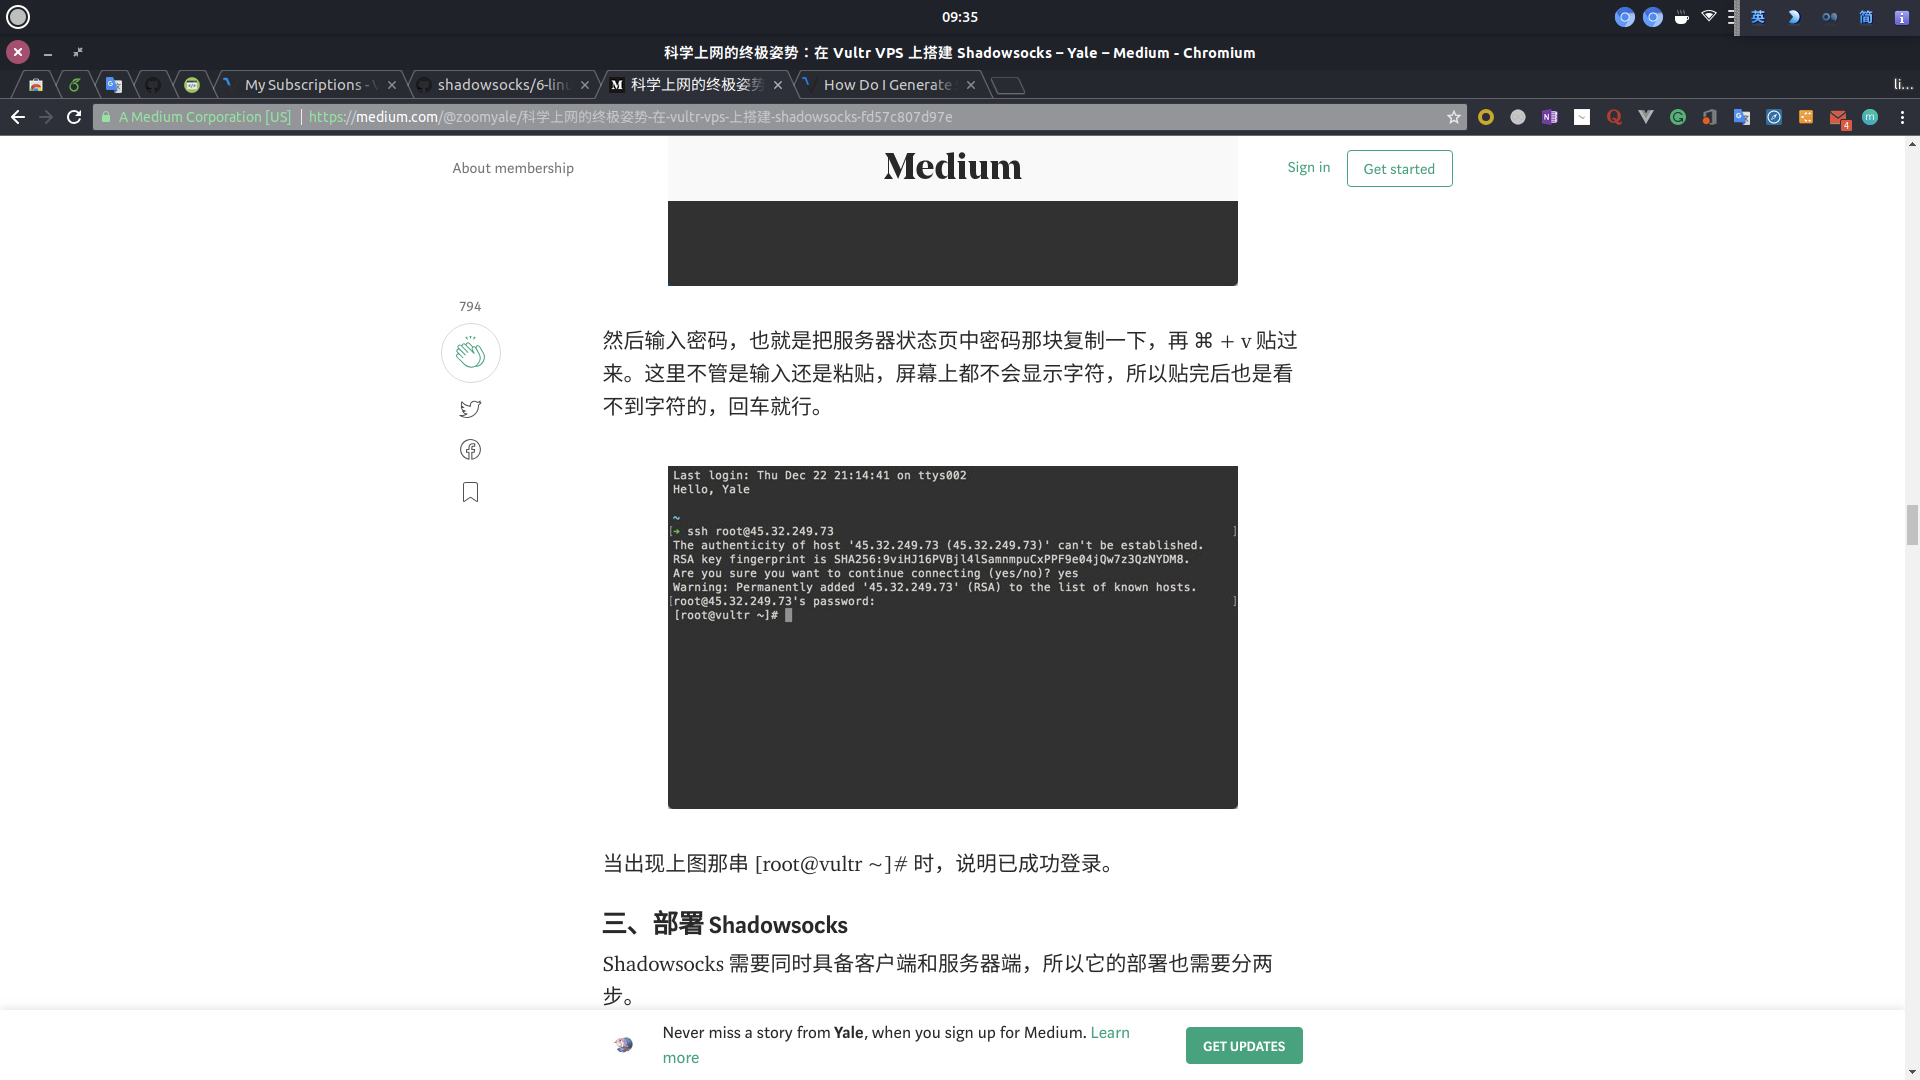 09:35
英
简
科学上网的终极姿势：在 Vultr VPS 上搭建 Shadowsocks – Yale – Medium - Chromium
My Subscriptions - V
shadowsocks/6-linu
科学上网的终极姿势
How Do I Generate S
li...
A Medium Corporation [US] | https://medium.com/@zoomyale/科学上网的终极姿势-在-vultr-vps-上搭建-shadowsocks-fd57c807d97e
4
About membership
Medium
Sign in
Get started
794
然后输入密码，也就是把服务器状态页中密码那块复制一下，再 ⌘ + v 贴过
来。这里不管是输入还是粘贴，屏幕上都不会显示字符，所以贴完后也是看
不到字符的，回车就行。
Last login: Thu Dec 22 21:14:41 on ttys002
Hello, Yale
~
[➜ ssh root@45.32.249.73 ]
The authenticity of host '45.32.249.73 (45.32.249.73)' can't be established.
RSA key fingerprint is SHA256:9viHJ16PVBjl4lSamnmpuCxPPF9e04jQw7z3QzNYDM8.
Are you sure you want to continue connecting (yes/no)? yes
Warning: Permanently added '45.32.249.73' (RSA) to the list of known hosts.
[root@45.32.249.73's password: ]
[root@vultr ~]#
当出现上图那串 [root@vultr ~]# 时，说明已成功登录。
三、部署 Shadowsocks
Shadowsocks 需要同时具备客户端和服务器端，所以它的部署也需要分两
步。
Never miss a story from Yale, when you sign up for Medium. Learn
more
GET UPDATES